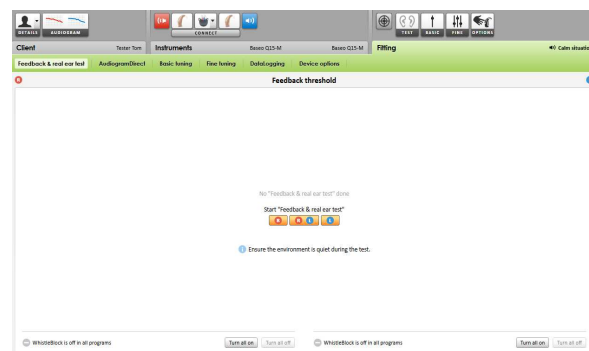 DETAILS AUDIOGRAM CONNECT TEST BASIC FINE OPTIONS
Client Tester Tom Instruments Baseo Q15-M Baseo Q15-M Fitting Calm situatio
Feedback & real ear test AudiogramDirect Basic tuning Fine tuning DataLogging Device options
R Feedback threshold
No "Feedback & real ear test" done
Start "Feedback & real ear test"
R R L L
Ensure the environment is quiet during the test.
WhistleBlock is off in all programs Turn all on Turn all off WhistleBlock is off in all programs Turn all on Turn all off